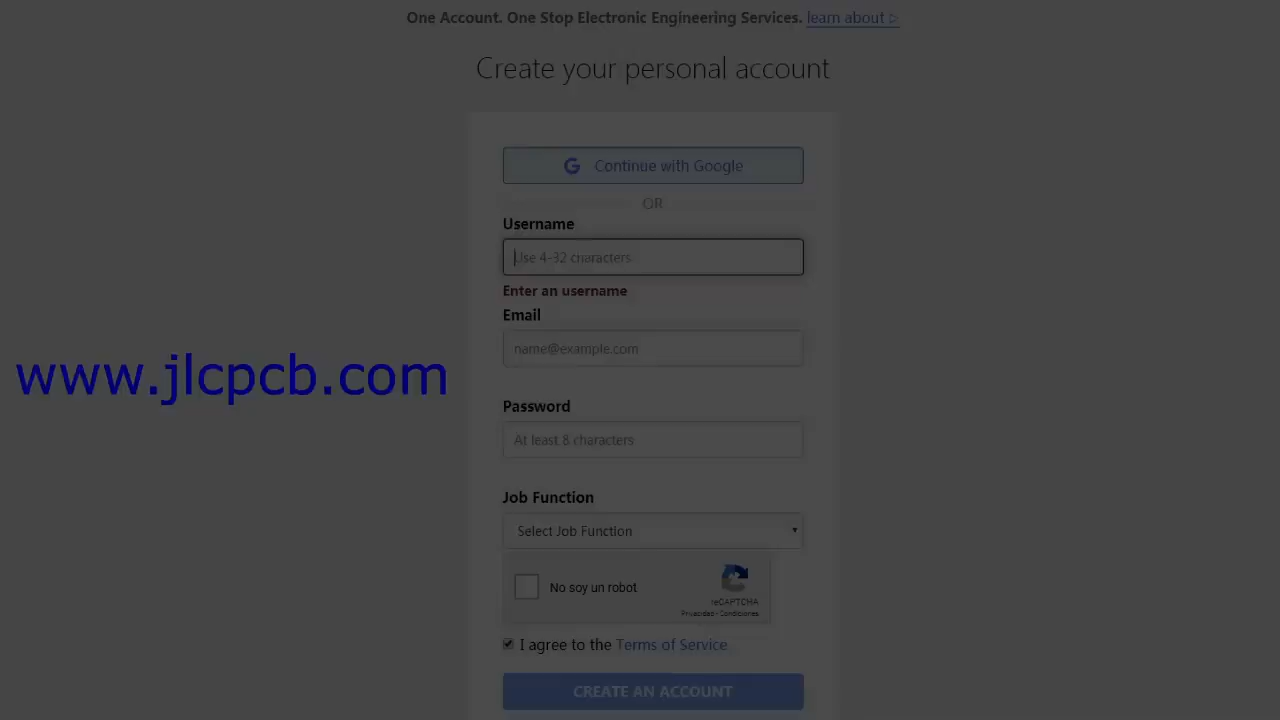 One Account. One Stop Electronic Engineering Services. learn about ▷
Create your personal account
Continue with Google
OR
Username
Use 4-32 characters
Enter an username
Email
name@example.com
www.jlcpcb.com
Password
At least 8 characters
Job Function
Select Job Function
No soy un robot
reCAPTCHA
Privacidad - Condiciones
I agree to the Terms of Service.
CREATE AN ACCOUNT